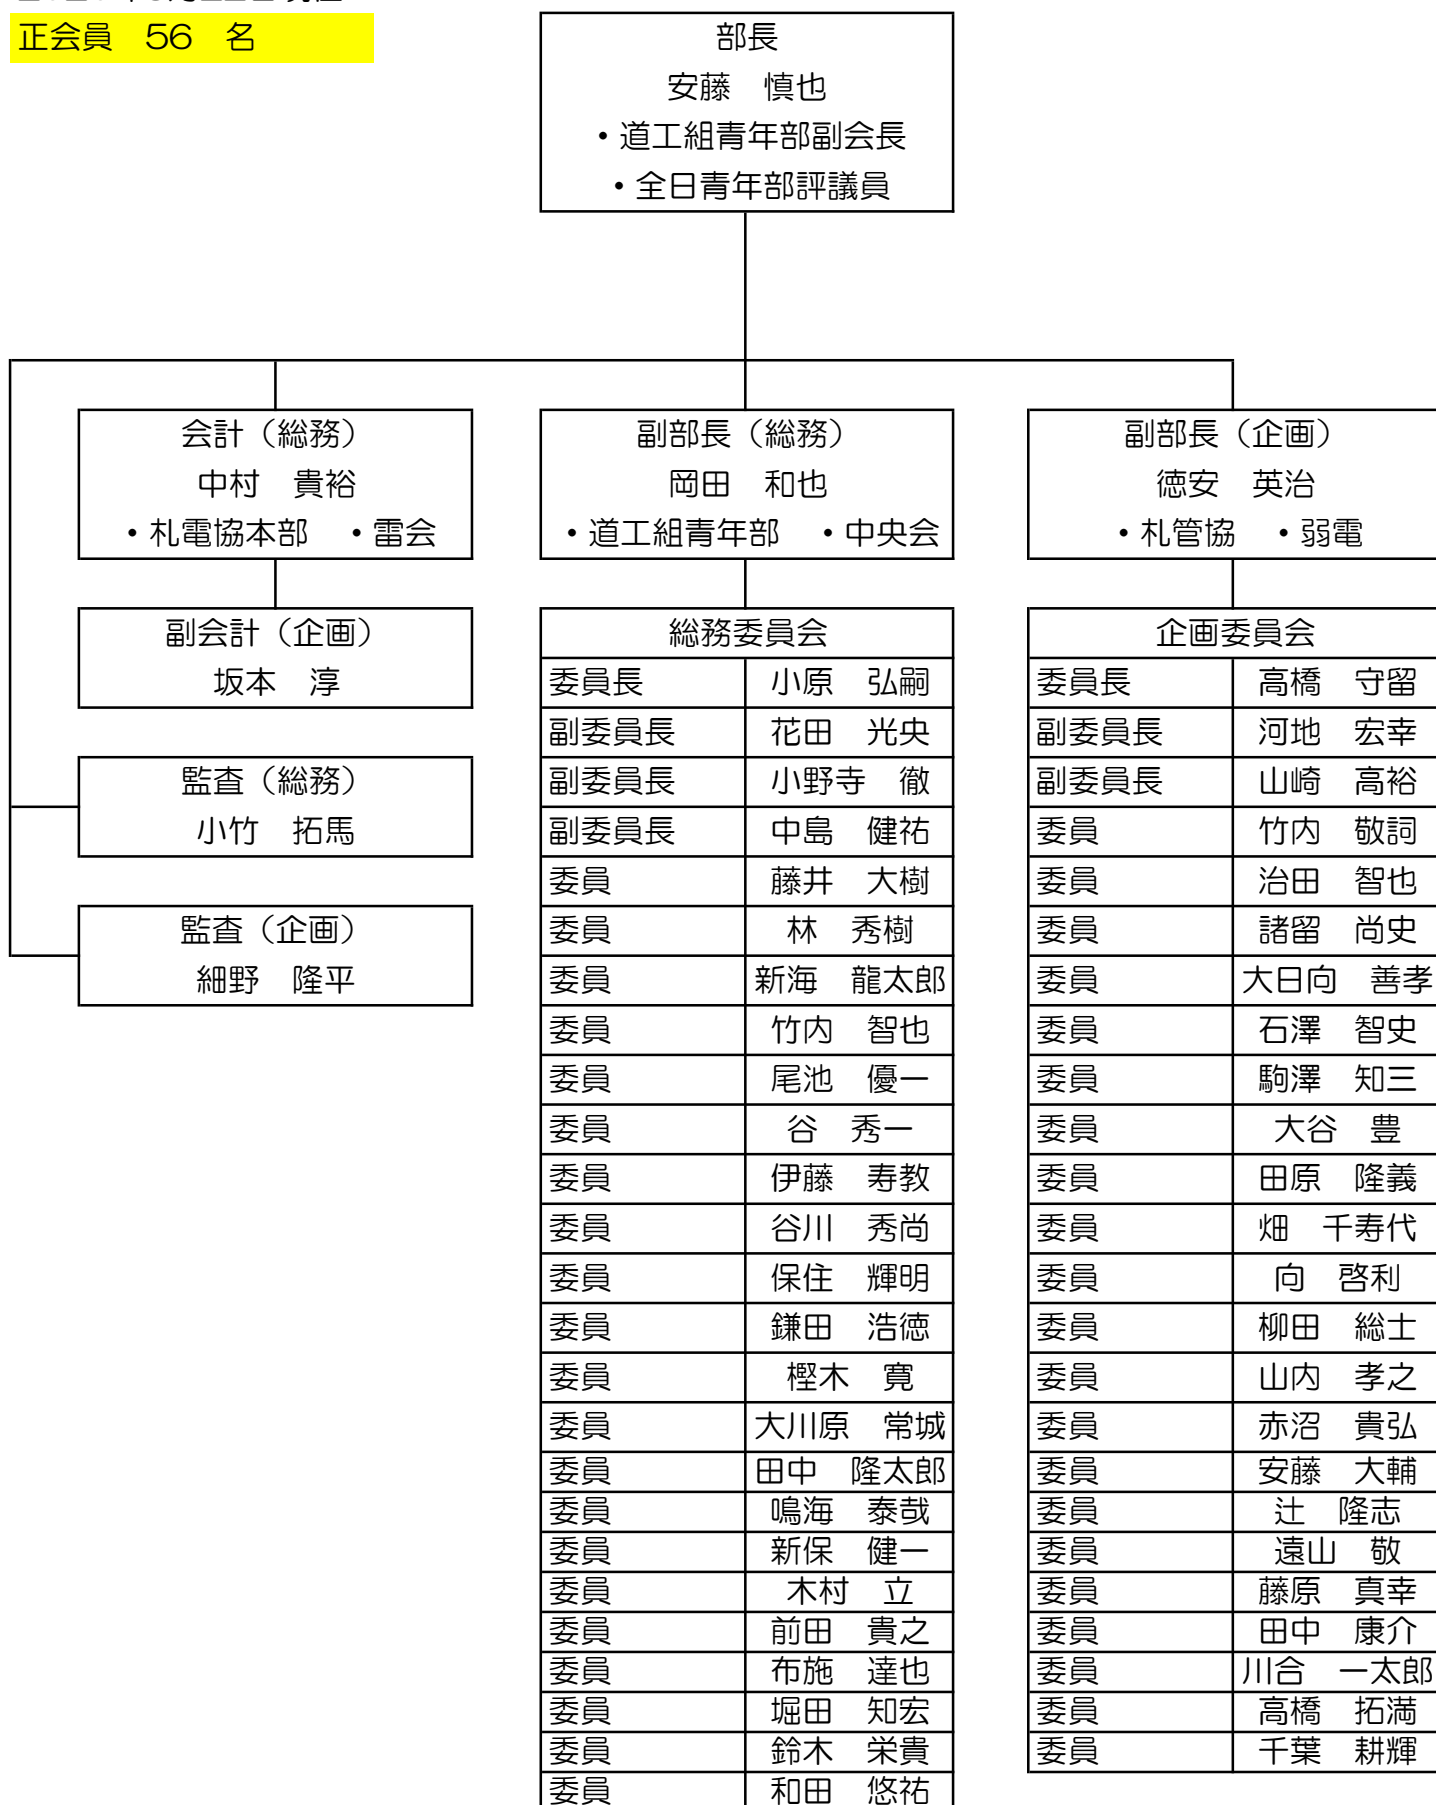 正会員　56　名
部長
安藤　慎也
・道工組青年部副会長
・全日青年部評議員
会計（総務）
中村　貴裕
・札電協本部　・雷会
副部長（総務）
岡田　和也
・道工組青年部　・中央会
副部長（企画）
徳安　英治
・札管協　・弱電
副会計（企画）
坂本　淳
監査（総務）
小竹　拓馬
監査（企画）
細野　隆平
総務委員会
委員長　小原　弘嗣
副委員長　花田　光央
副委員長　小野寺　徹
副委員長　中島　健祐
委員　藤井　大樹
委員　林　秀樹
委員　新海　龍太郎
委員　竹内　智也
委員　尾池　優一
委員　谷　秀一
委員　伊藤　寿教
委員　谷川　秀尚
委員　保住　輝明
委員　鎌田　浩徳
委員　樫木　寛
委員　大川原　常城
委員　田中　隆太郎
委員　鳴海　泰哉
委員　新保　健一
委員　木村　立
委員　前田　貴之
委員　布施　達也
委員　堀田　知宏
委員　鈴木　栄貴
委員　和田　悠祐
企画委員会
委員長　高橋　守留
副委員長　河地　宏幸
副委員長　山崎　高裕
委員　竹内　敬詞
委員　治田　智也
委員　諸留　尚史
委員　大日向　善孝
委員　石澤　智史
委員　駒澤　知三
委員　大谷　豊
委員　田原　隆義
委員　畑　千寿代
委員　向　啓利
委員　柳田　総士
委員　山内　孝之
委員　赤沼　貴弘
委員　安藤　大輔
委員　辻　隆志
委員　遠山　敬
委員　藤原　真幸
委員　田中　康介
委員　川合　一太郎
委員　高橋　拓満
委員　千葉　耕輝